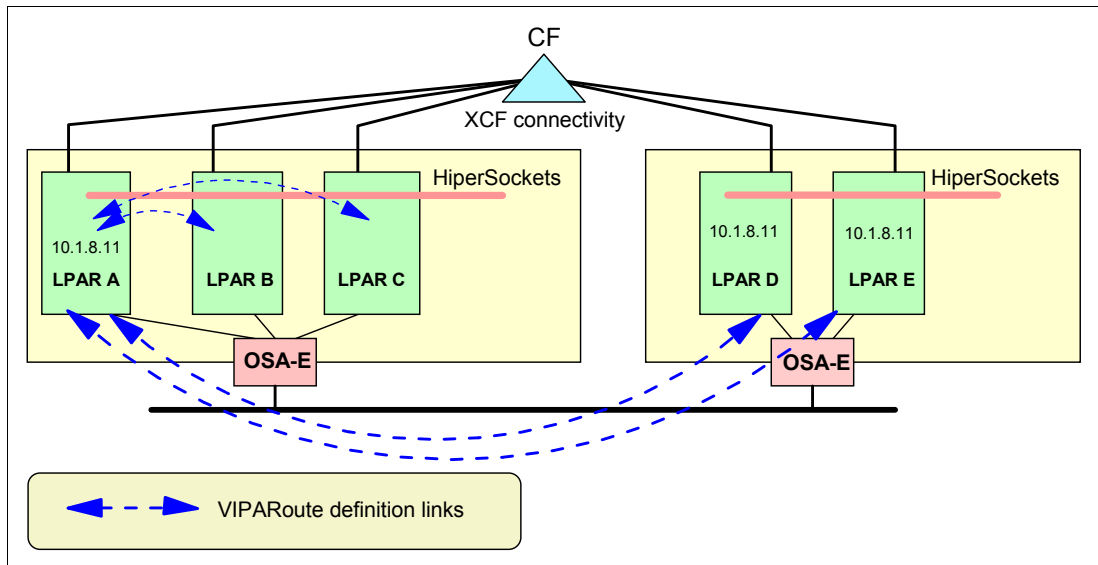 CF
XCF connectivity
HiperSockets
10.1.8.11
LPAR A
LPAR B
LPAR C
OSA-E
HiperSockets
10.1.8.11
LPAR D
10.1.8.11
LPAR E
OSA-E
VIPARoute definition links